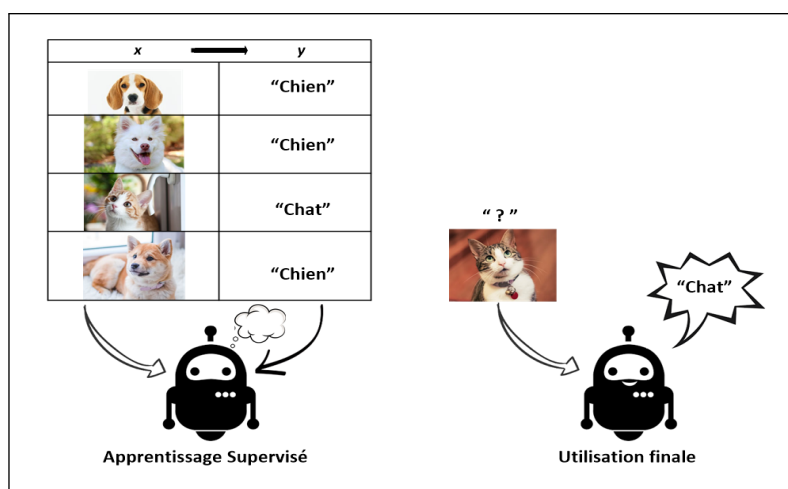 x y
“Chien”
“Chien”
“Chat”
“Chien”
“ ? ”
“Chat”
Apprentissage Supervisé
Utilisation finale